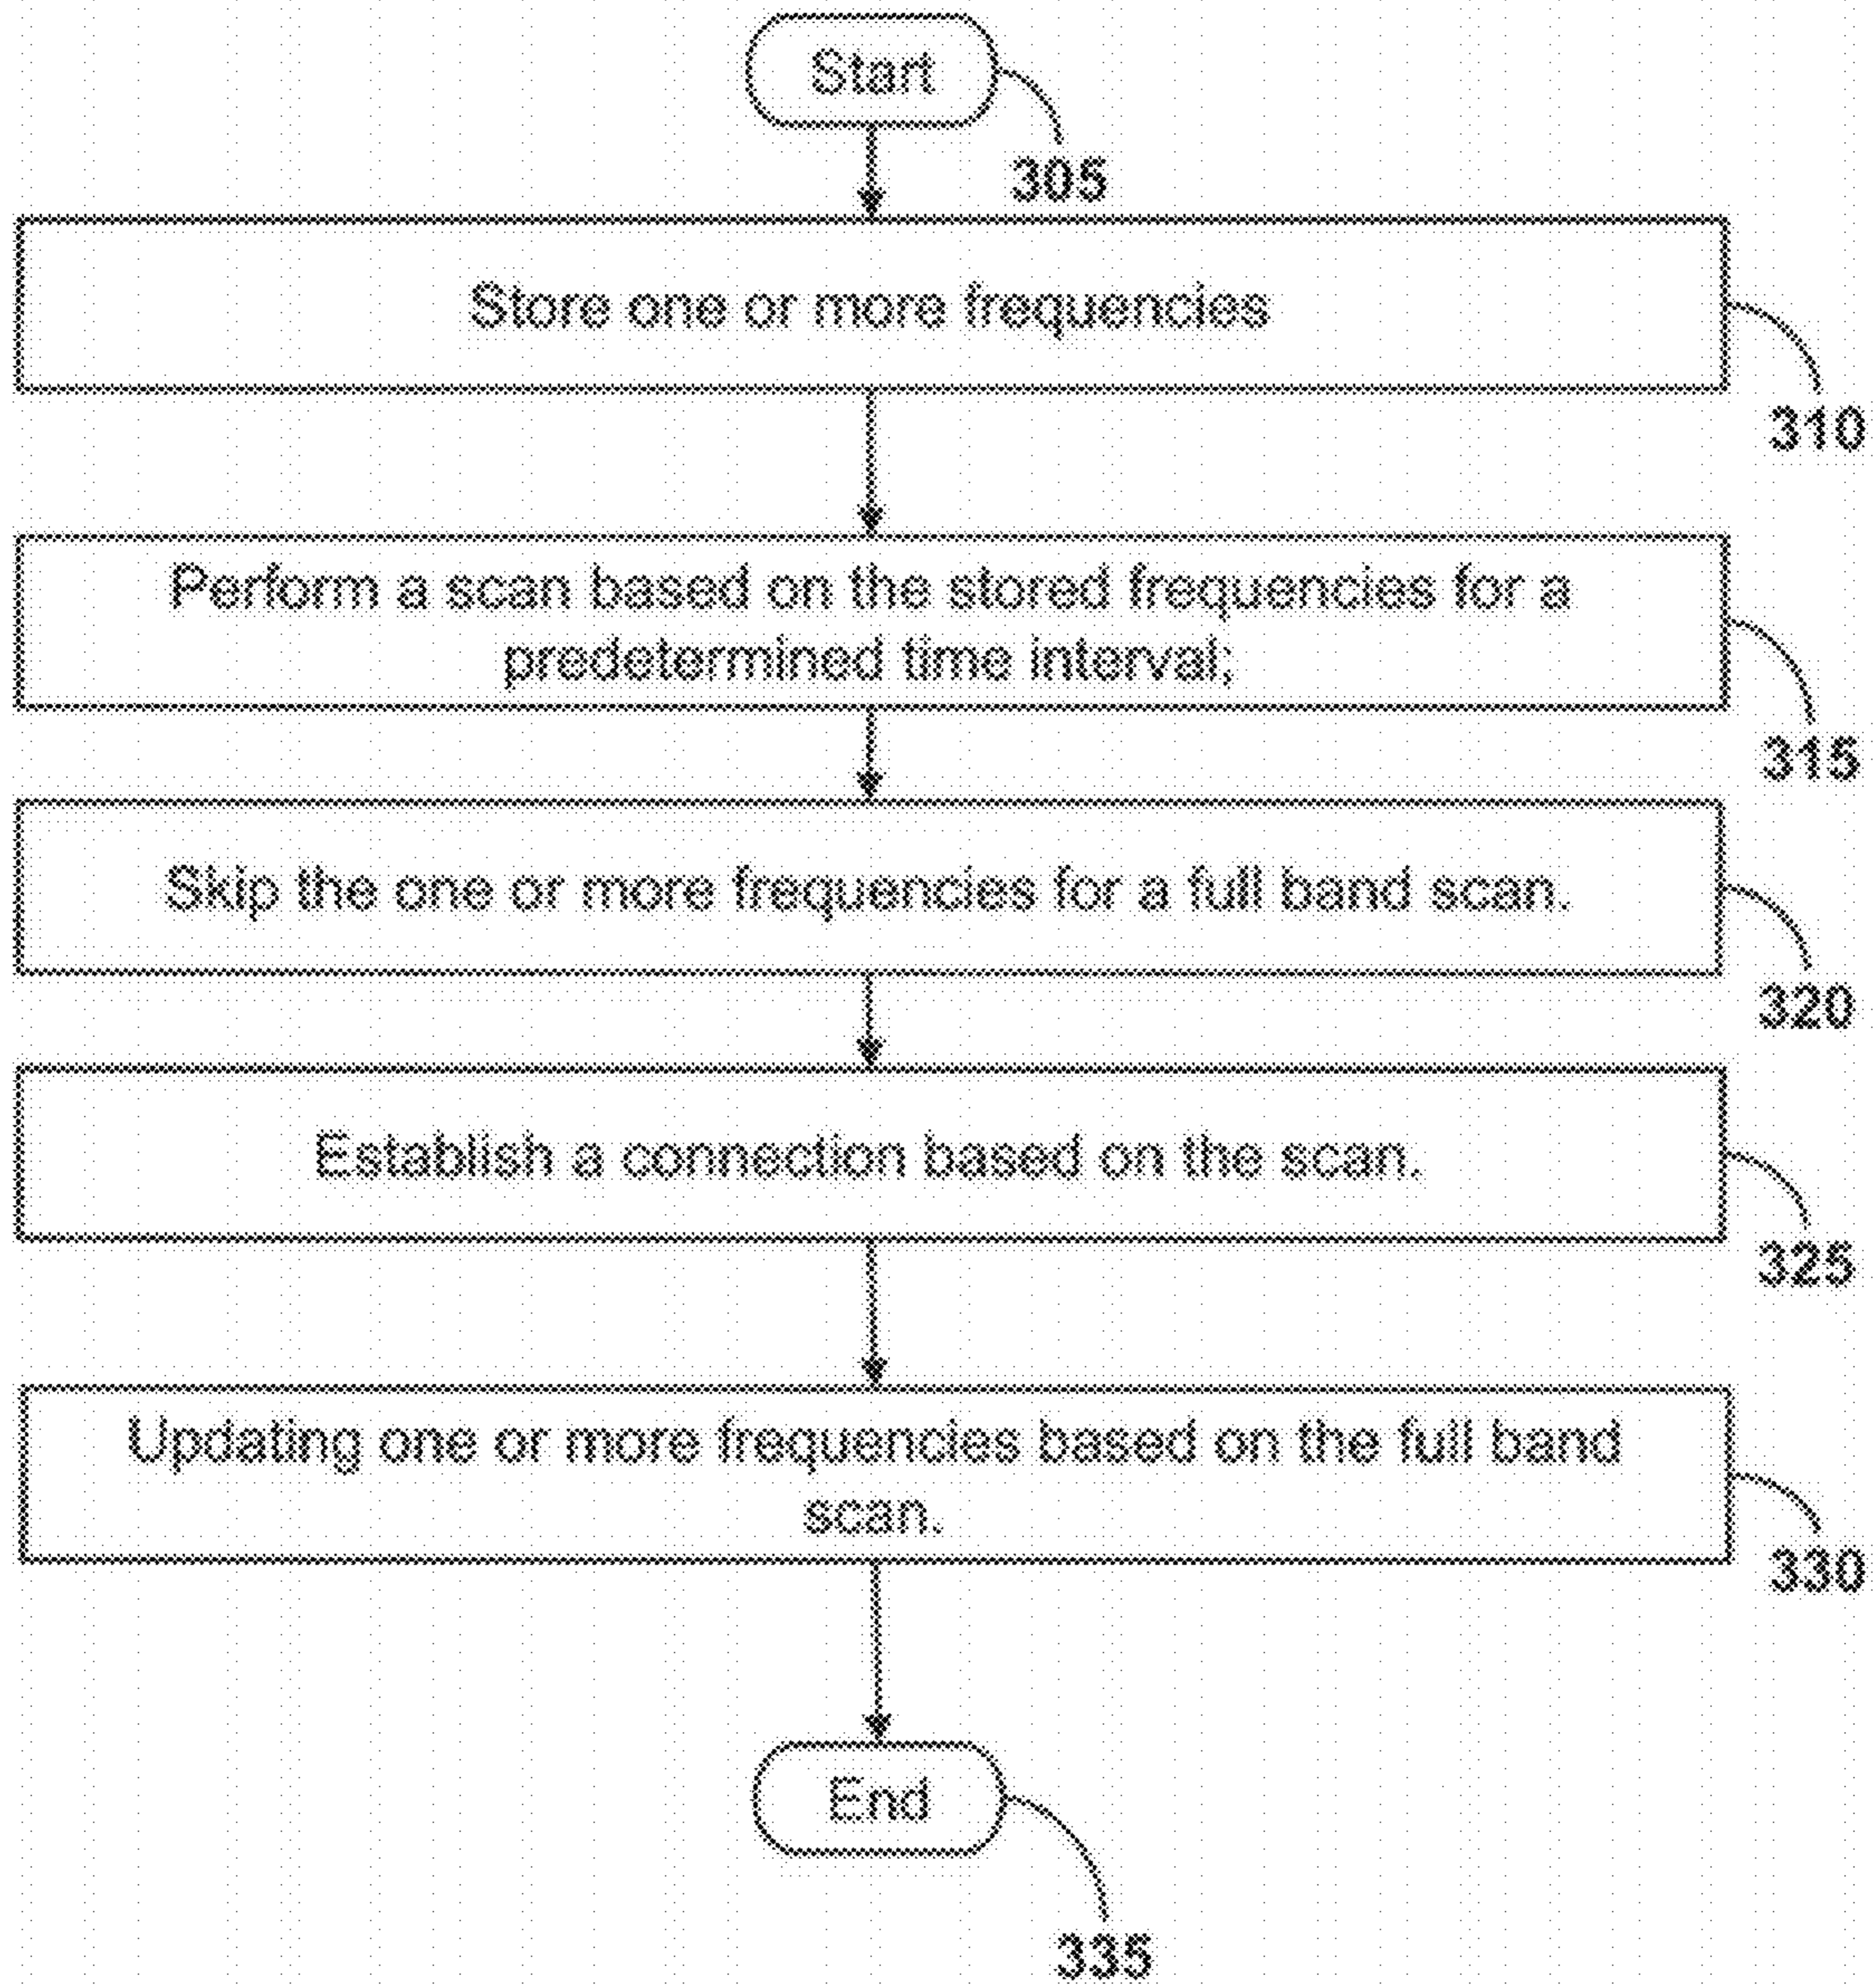 Start
305
Store one or more frequencies
310
Perform a scan based on the stored frequencies for a
predetermined time interval;
315
Skip the one or more frequencies for a full band scan.
320
Establish a connection based on the scan.
325
Updating one or more frequencies based on the full band
scan.
330
End
335